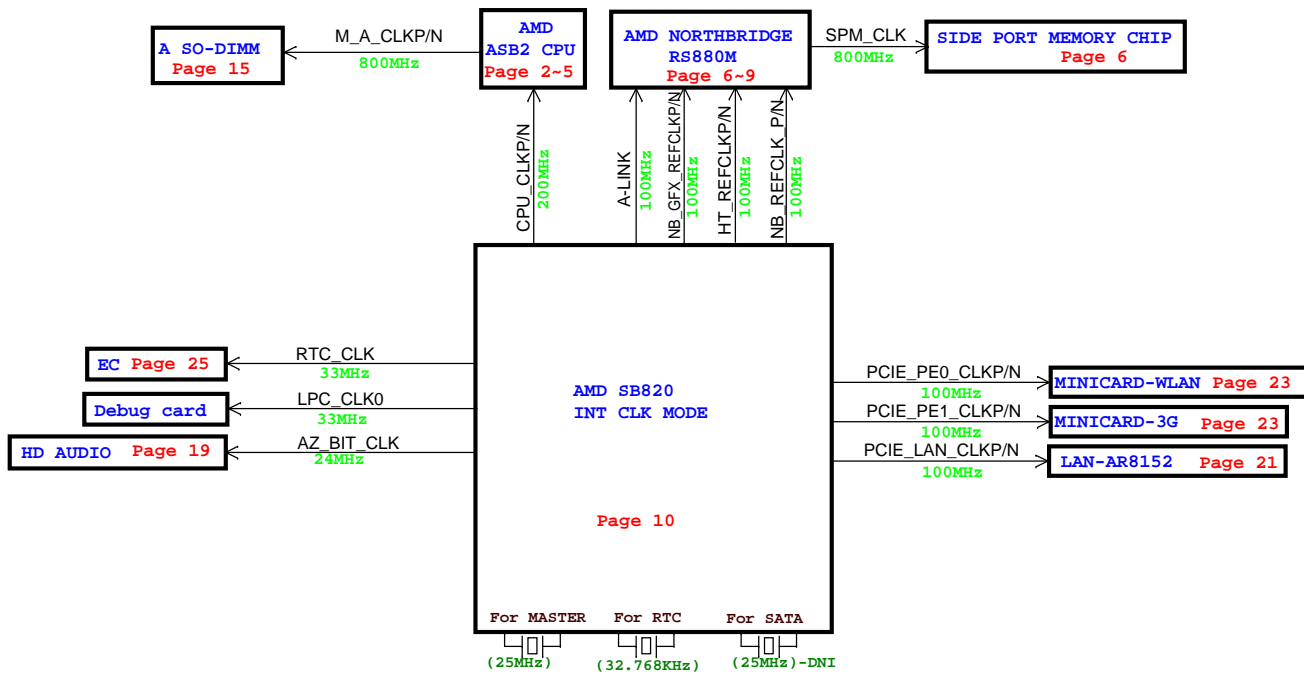 A SO-DIMM
Page 15
M_A_CLKP/N
800MHz
AMD
ASB2 CPU
Page 2~5
AMD NORTHBRIDGE
RS880M
Page 6~9
SPM_CLK
800MHz
SIDE PORT MEMORY CHIP
Page 6
CPU_CLKP/N
200MHz
A-LINK
100MHz
NB_GFX_REFCLKP/N
100MHz
HT_REFCLKP/N
100MHz
NB_REFCLK_P/N
100MHz
EC Page 25
RTC_CLK
33MHz
Debug card
LPC_CLK0
33MHz
HD AUDIO Page 19
AZ_BIT_CLK
24MHz
AMD SB820
INT CLK MODE
Page 10
PCIE_PE0_CLKP/N
100MHz
MINICARD-WLAN Page 23
PCIE_PE1_CLKP/N
100MHz
MINICARD-3G Page 23
PCIE_LAN_CLKP/N
100MHz
LAN-AR8152 Page 21
For MASTER
For RTC
For SATA
(25MHz)
(32.768KHz)
(25MHz)-DNI